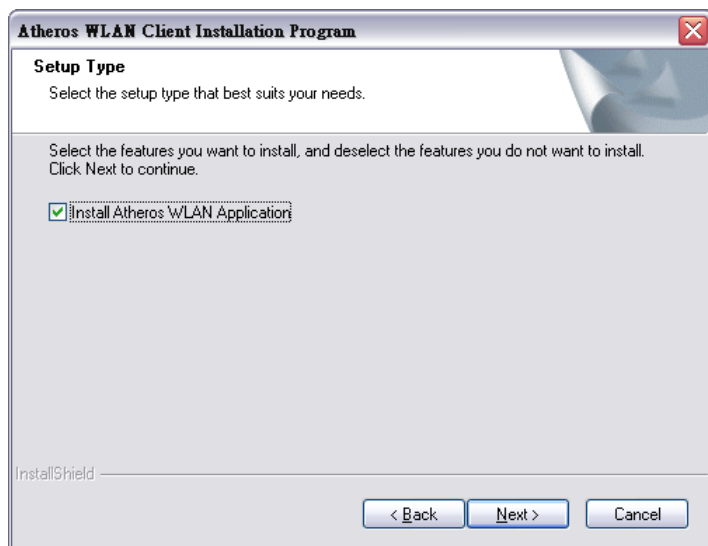 Atheros WLAN Client Installation Program
Setup Type
Select the setup type that best suits your needs.
Select the features you want to install, and deselect the features you do not want to install.
Click Next to continue.
Install Atheros WLAN Application
InstallShield
< Back
Next >
Cancel